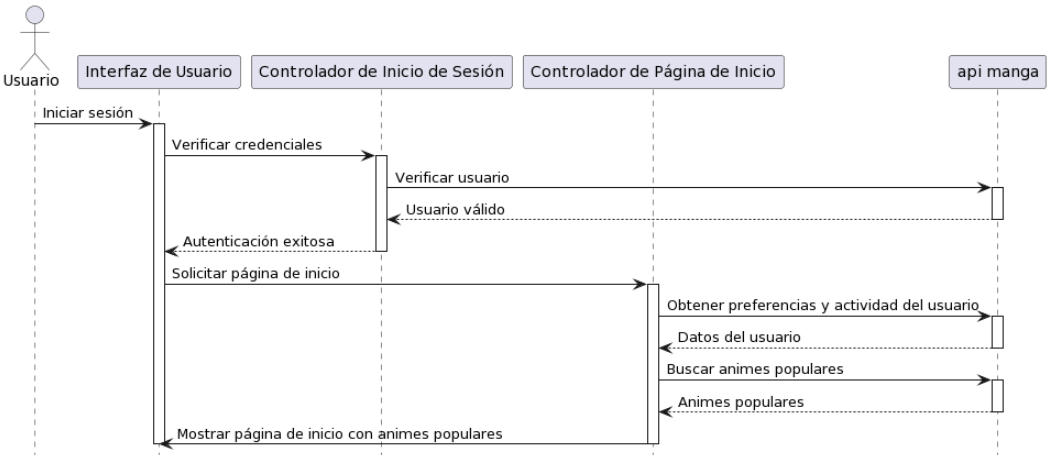 Usuario
Interfaz de Usuario
Controlador de Inicio de Sesión
Controlador de Página de Inicio
api manga
Iniciar sesión
Verificar credenciales
Verificar usuario
Usuario válido
Autenticación exitosa
Solicitar página de inicio
Obtener preferencias y actividad del usuario
Datos del usuario
Buscar animes populares
Animes populares
Mostrar página de inicio con animes populares